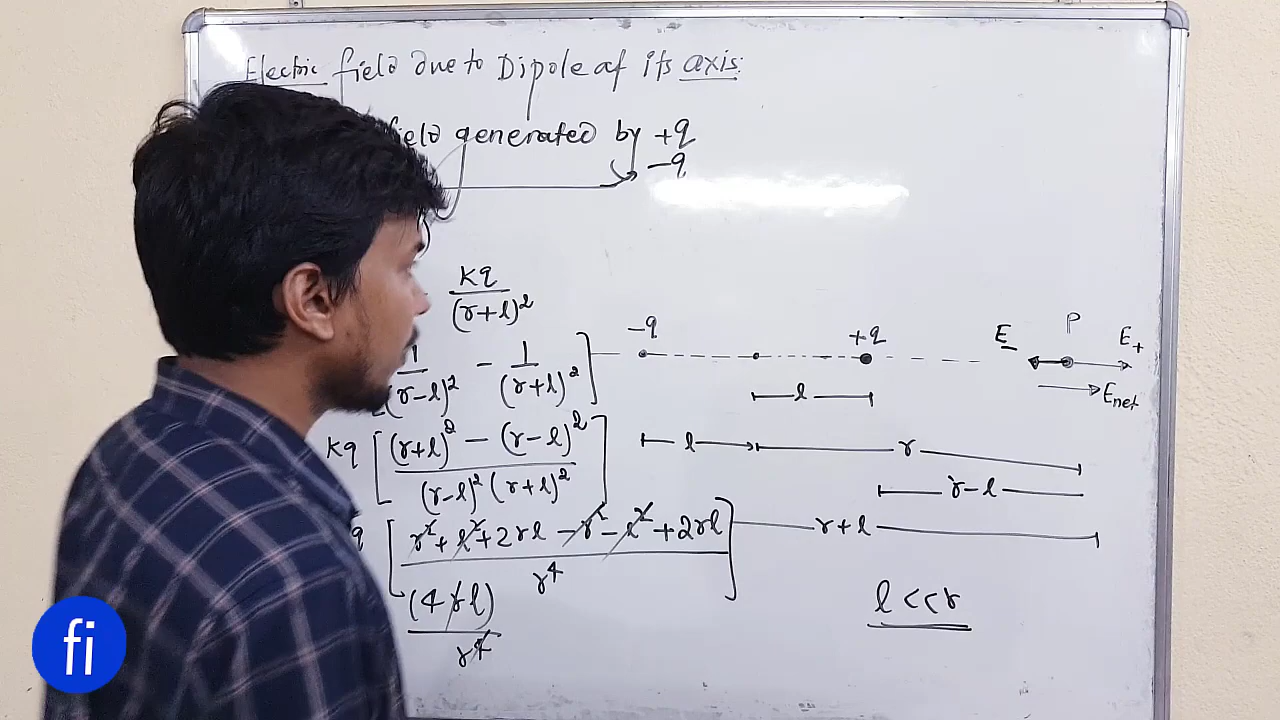 Electric field due to Dipole at its axis:
field generated by +q
-q
kq
(r+l)²
1 - 1
(r-l)² (r+l)²
kq [ (r+l)² - (r-l)² ]
(r-l)² (r+l)²
q [ r² + l² + 2rl - r² - l² + 2rl ]
r⁴
(4rl)
r⁴
-q +q E_ P E+
Enet
l
l r
r-l
r+l
l <<r
fi